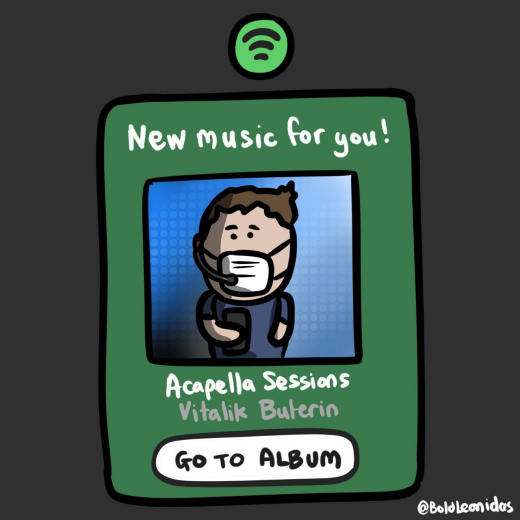 New music for you!
Acapella Sessions
Vitalik Buterin
GO TO ALBUM
@BoldLeonidas